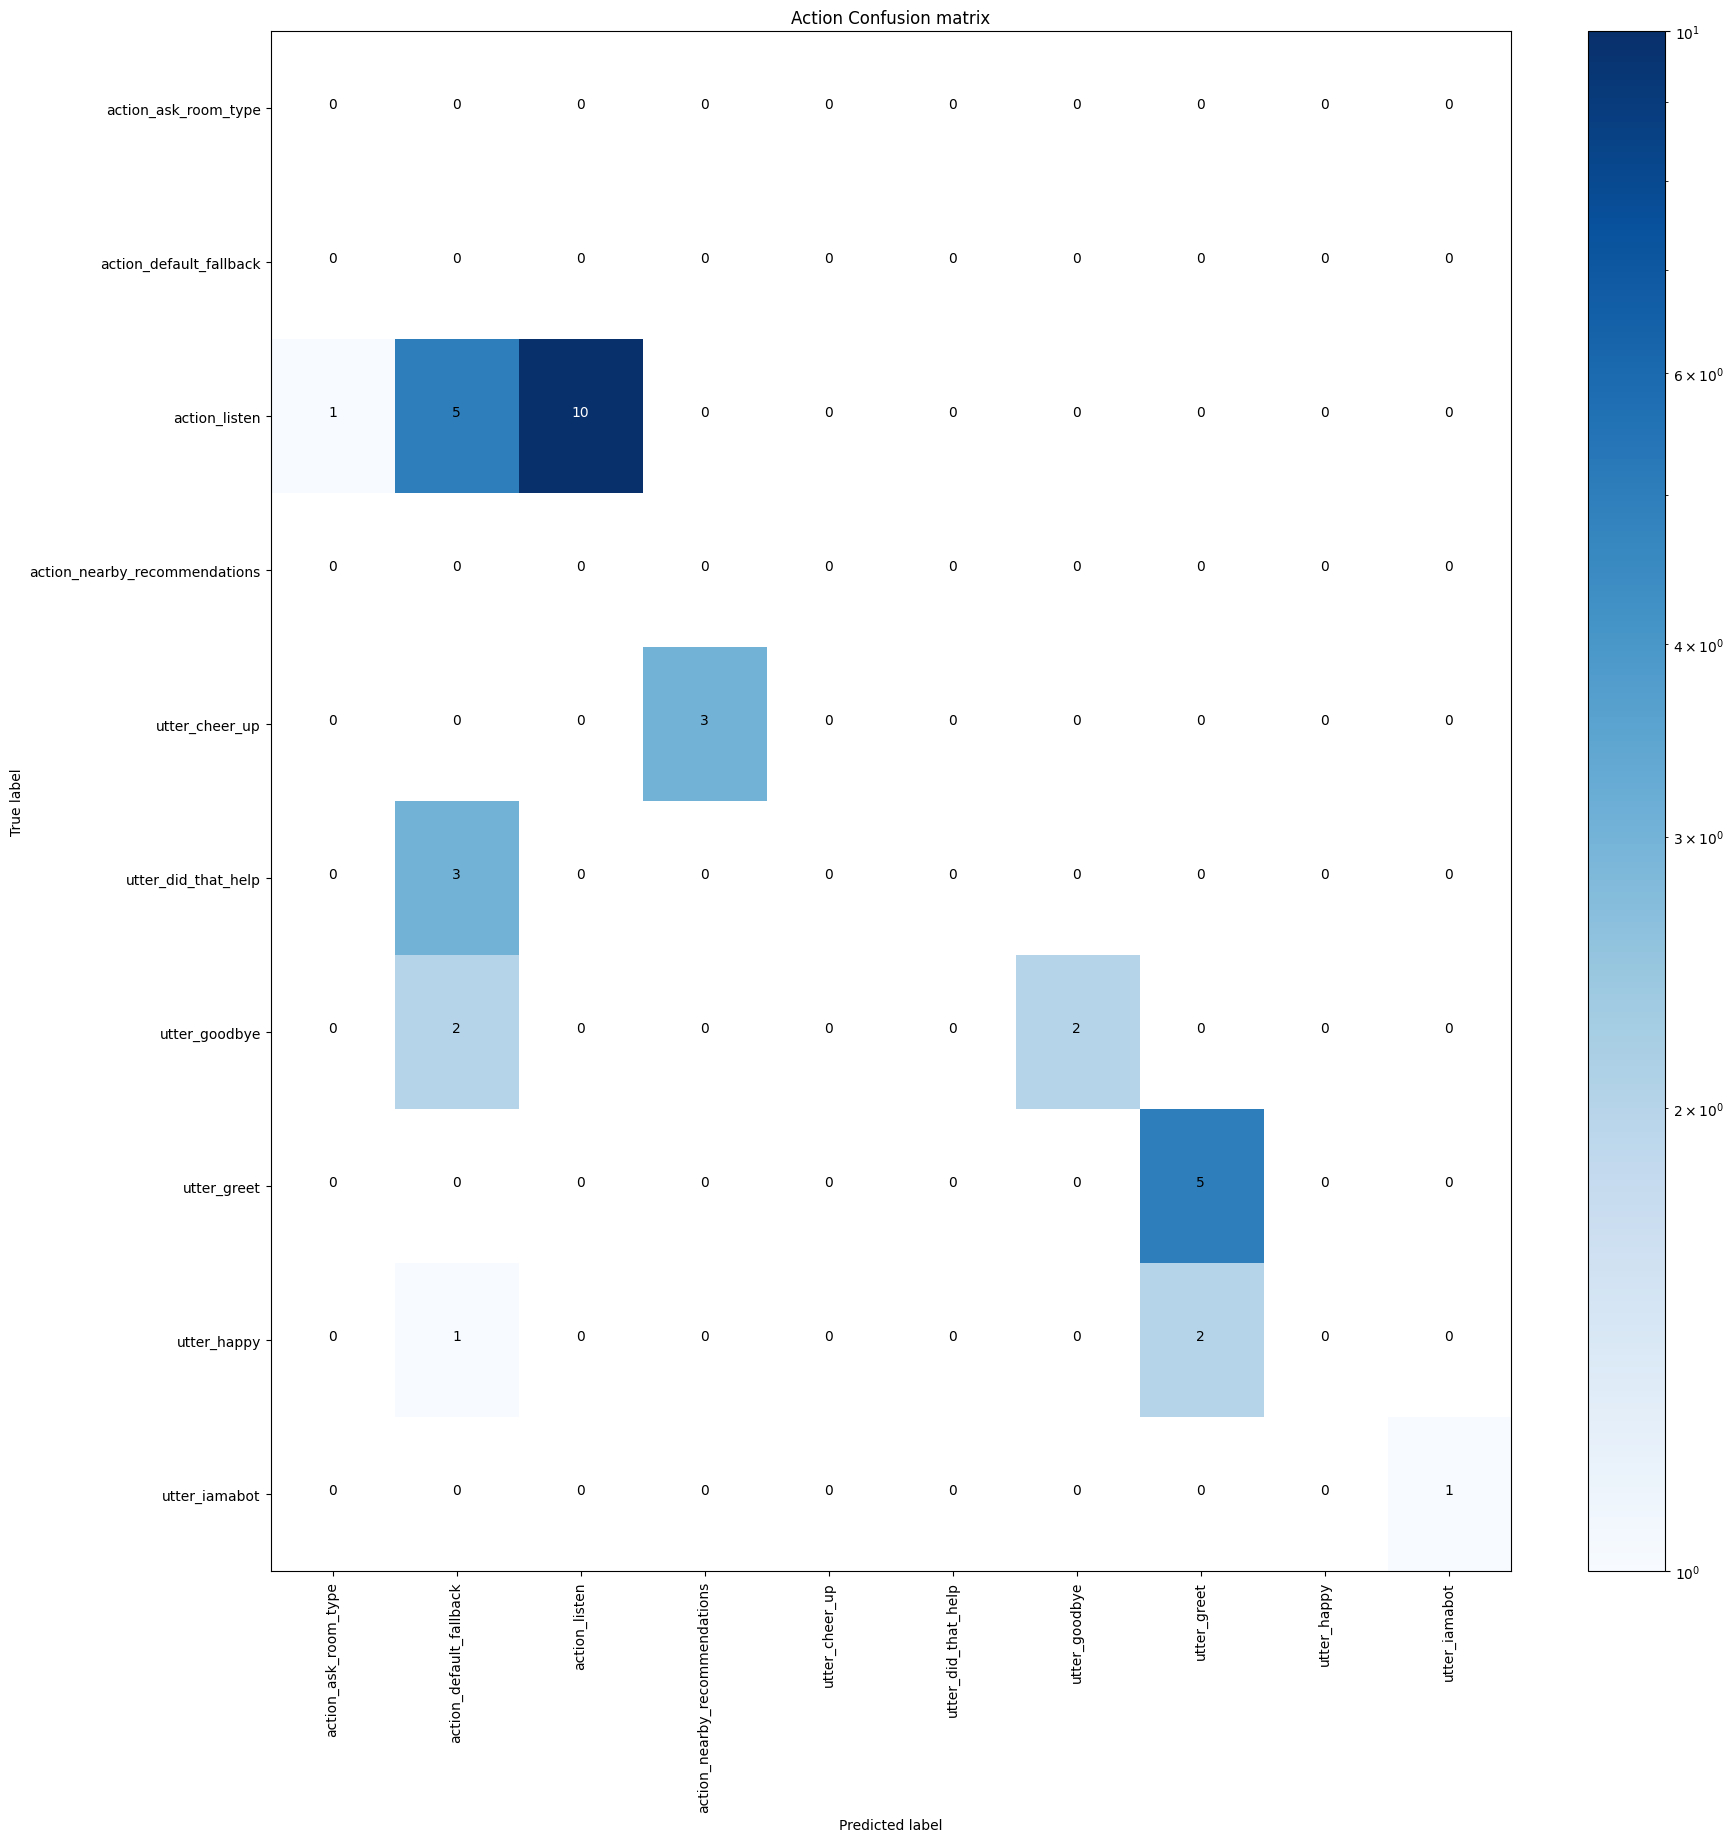 Action Confusion matrix
action_ask_room_type 0 0 0 0 0 0 0 0 0 0
action_default_fallback 0 0 0 0 0 0 0 0 0 0
action_listen 1 5 10 0 0 0 0 0 0 0
action_nearby_recommendations 0 0 0 0 0 0 0 0 0 0
utter_cheer_up 0 0 0 3 0 0 0 0 0 0
utter_did_that_help 0 3 0 0 0 0 0 0 0 0
utter_goodbye 0 2 0 0 0 0 2 0 0 0
utter_greet 0 0 0 0 0 0 0 5 0 0
utter_happy 0 1 0 0 0 0 0 2 0 0
utter_iamabot 0 0 0 0 0 0 0 0 0 1
True label
action_ask_room_type
action_default_fallback
action_listen
action_nearby_recommendations
utter_cheer_up
utter_did_that_help
utter_goodbye
utter_greet
utter_happy
utter_iamabot
Predicted label
10¹
6 × 10⁰
4 × 10�0
3 × 10⁰
2 × 10⁰
10⁰